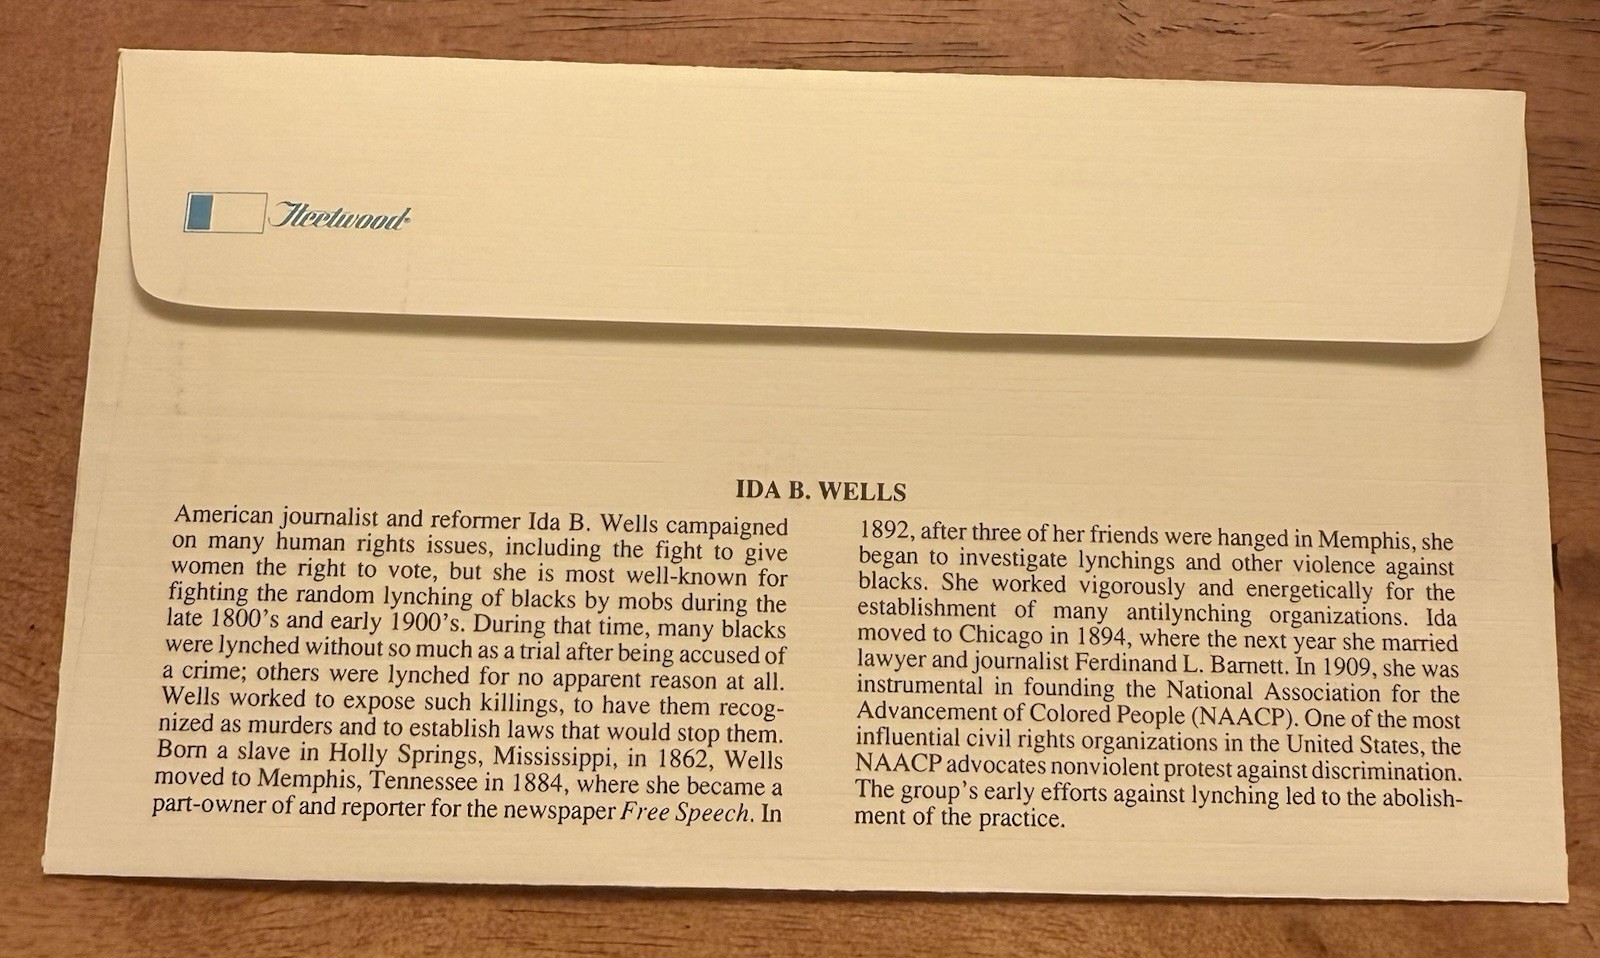 Fleetwood®
IDA B. WELLS
American journalist and reformer Ida B. Wells campaigned
on many human rights issues, including the fight to give
women the right to vote, but she is most well-known for
fighting the random lynching of blacks by mobs during the
late 1800's and early 1900's. During that time, many blacks
were lynched without so much as a trial after being accused of
a crime; others were lynched for no apparent reason at all.
Wells worked to expose such killings, to have them recog-
nized as murders and to establish laws that would stop them.
Born a slave in Holly Springs, Mississippi, in 1862, Wells
moved to Memphis, Tennessee in 1884, where she became a
part-owner of and reporter for the newspaper Free Speech. In
1892, after three of her friends were hanged in Memphis, she
began to investigate lynchings and other violence against
blacks. She worked vigorously and energetically for the
establishment of many antilynching organizations. Ida
moved to Chicago in 1894, where the next year she married
lawyer and journalist Ferdinand L. Barnett. In 1909, she was
instrumental in founding the National Association for the
Advancement of Colored People (NAACP). One of the most
influential civil rights organizations in the United States, the
NAACP advocates nonviolent protest against discrimination.
The group's early efforts against lynching led to the abolish-
ment of the practice.